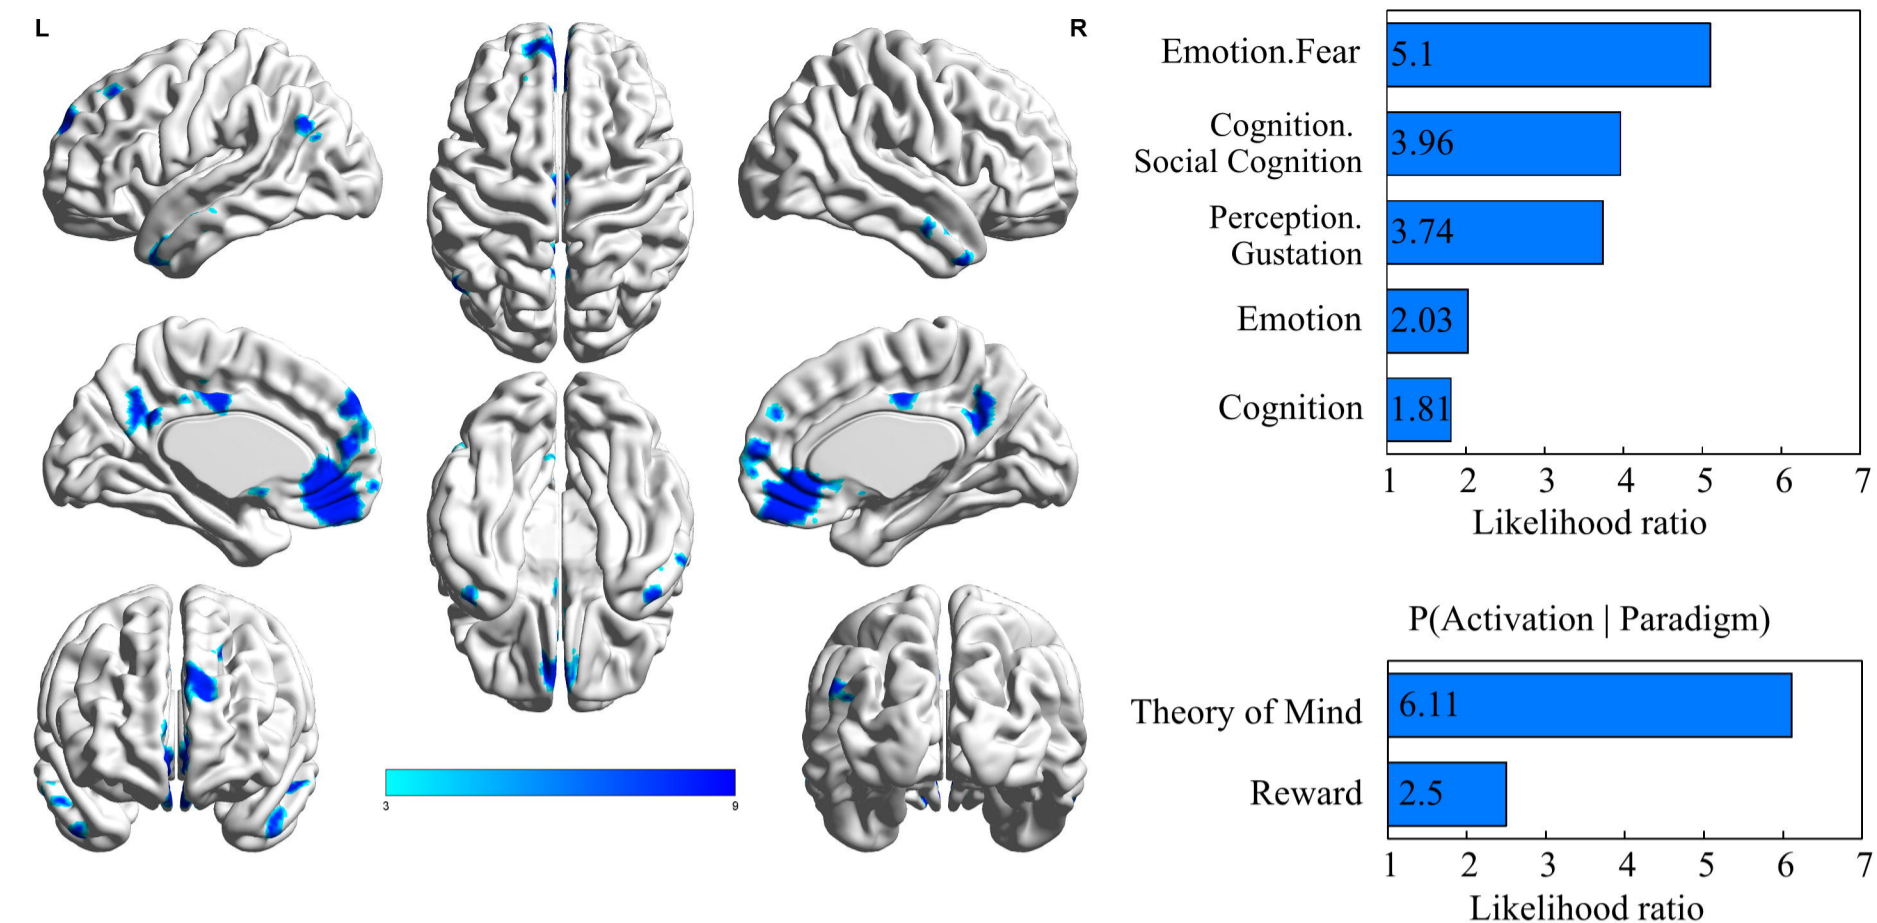 L
R
3
9
Emotion.Fear
5.1
Cognition.
Social Cognition
3.96
Perception.
Gustation
3.74
Emotion
2.03
Cognition
1.81
1 2 3 4 5 6 7
Likelihood ratio
P(Activation | Paradigm)
Theory of Mind
6.11
Reward
2.5
1 2 3 4 5 6 7
Likelihood ratio